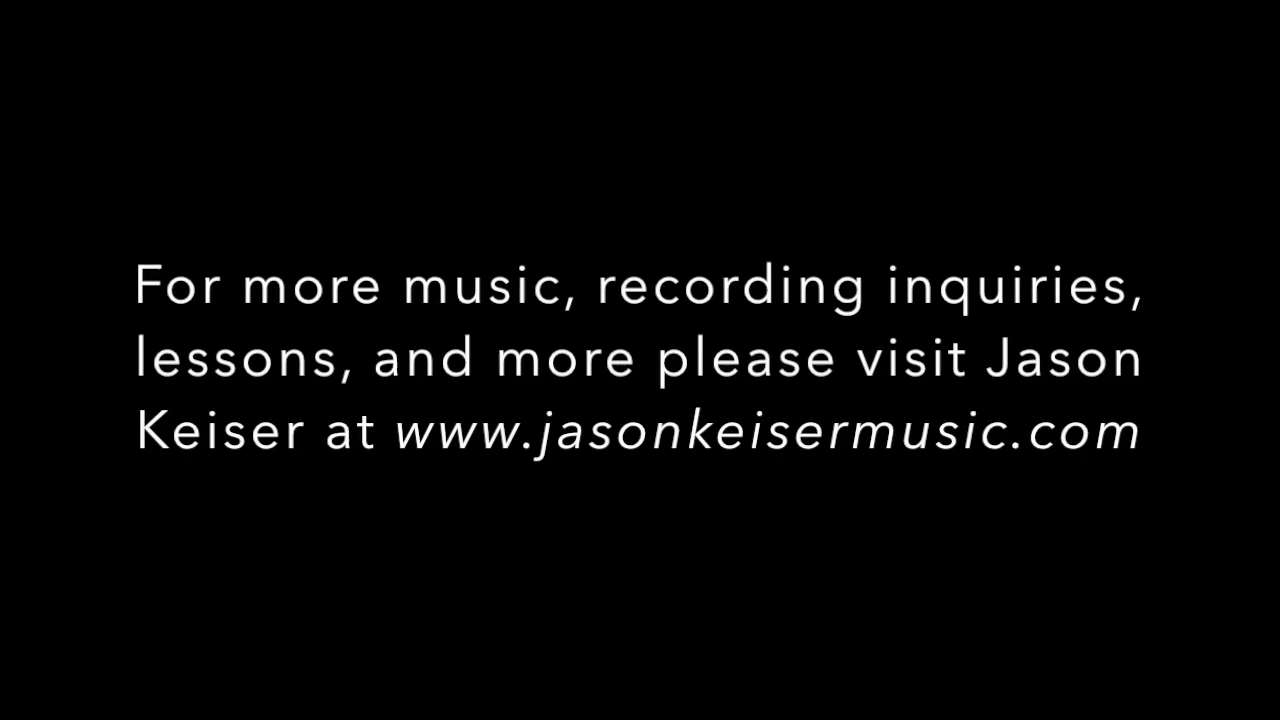 For more music, recording inquiries,
lessons, and more please visit Jason
Keiser at www.jasonkeisermusic.com